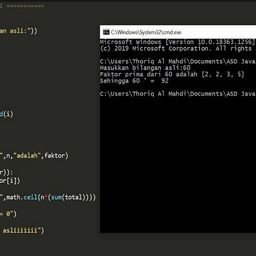 i ===========
an asli:"))
d(i)
",n,"adalah",faktor)
r)):
or[i])
",math.ceil(n*(sum(total))))
= 0")
asliiiiiii")
C:\Windows\System32\cmd.exe
Microsoft Windows [Version 10.0.18363.1256]
(c) 2019 Microsoft Corporation. All rights
C:\Users\Thoriq Al Mahdi\Documents\ASD Java
Masukkan bilangan asli:60
Faktor prima dari 60 adalah [2, 2, 3, 5]
Sehingga 60 ' = 92
C:\Users\Thoriq Al Mahdi\Documents\ASD Java